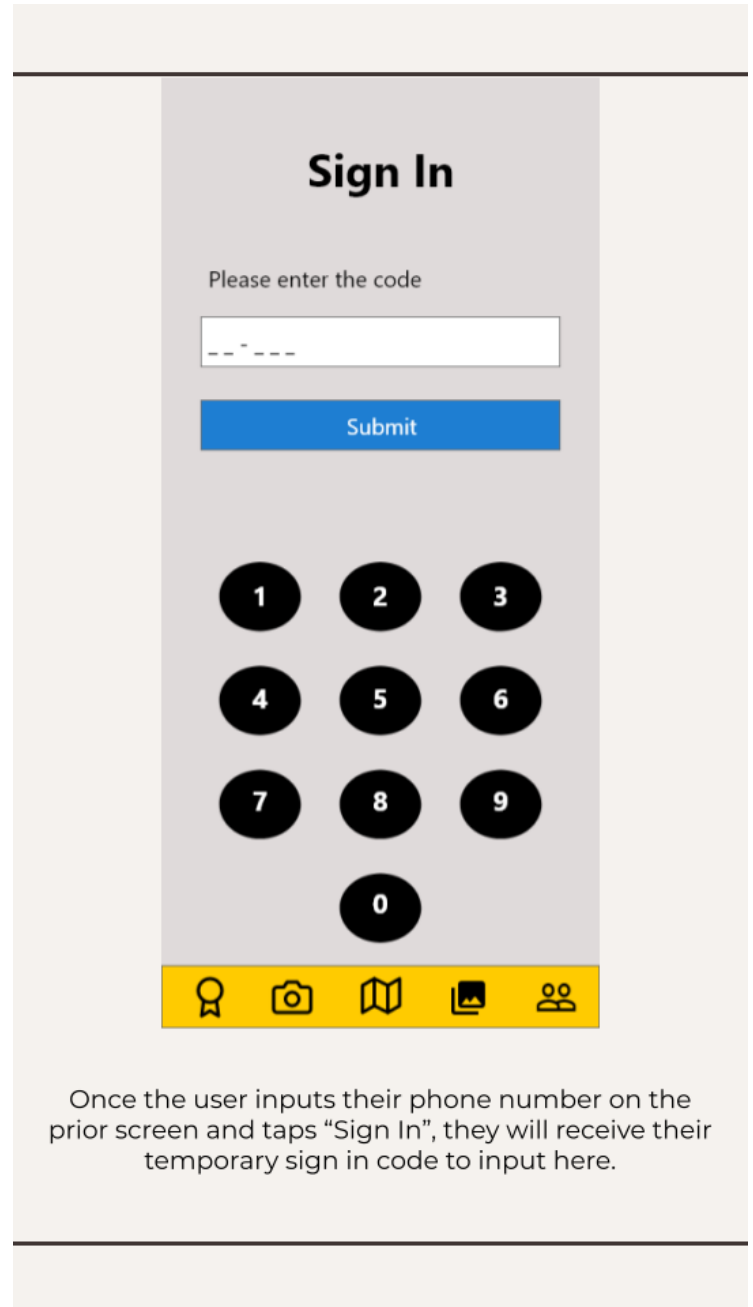 Sign In
Please enter the code
_ _ - _ _ _
Submit
1 2 3
4 5 6
7 8 9
0
Once the user inputs their phone number on the
prior screen and taps “Sign In”, they will receive their
temporary sign in code to input here.